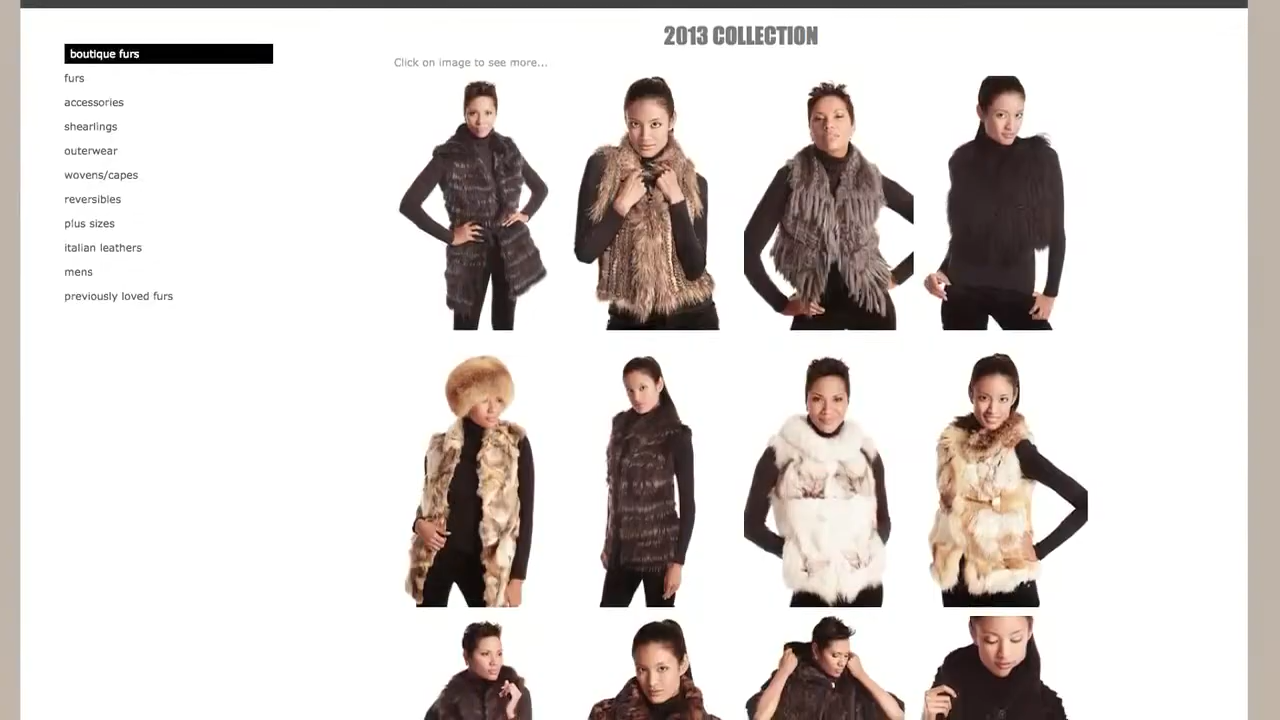 2013 COLLECTION
Click on image to see more...
boutique furs
furs
accessories
shearlings
outerwear
wovens/capes
reversibles
plus sizes
italian leathers
mens
previously loved furs